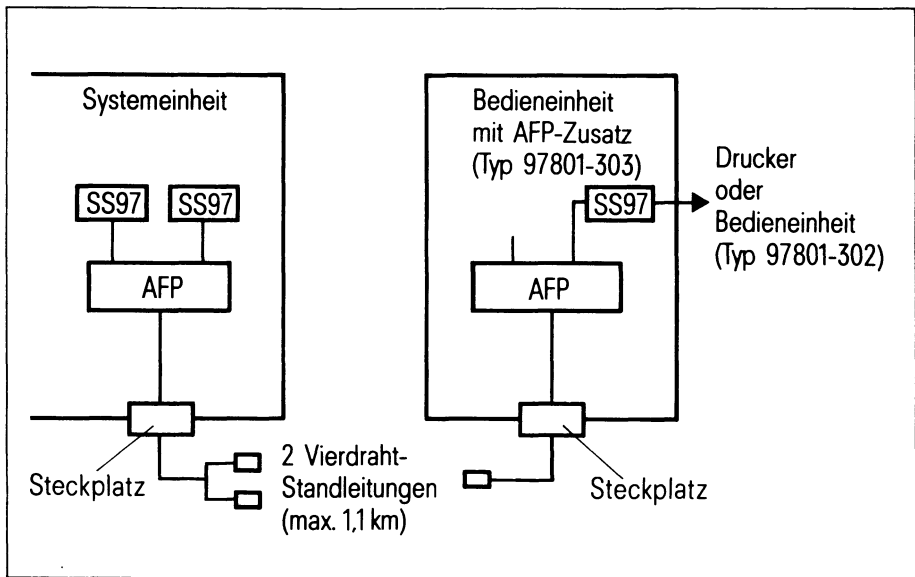 Systemeinheit
SS97
SS97
AFP
Steckplatz
2 Vierdraht-
Standleitungen
(max. 1,1 km)
Bedieneinheit
mit AFP-Zusatz
(Typ 97801-303)
SS97
AFP
Steckplatz
Drucker
oder
Bedieneinheit
(Typ 97801-302)